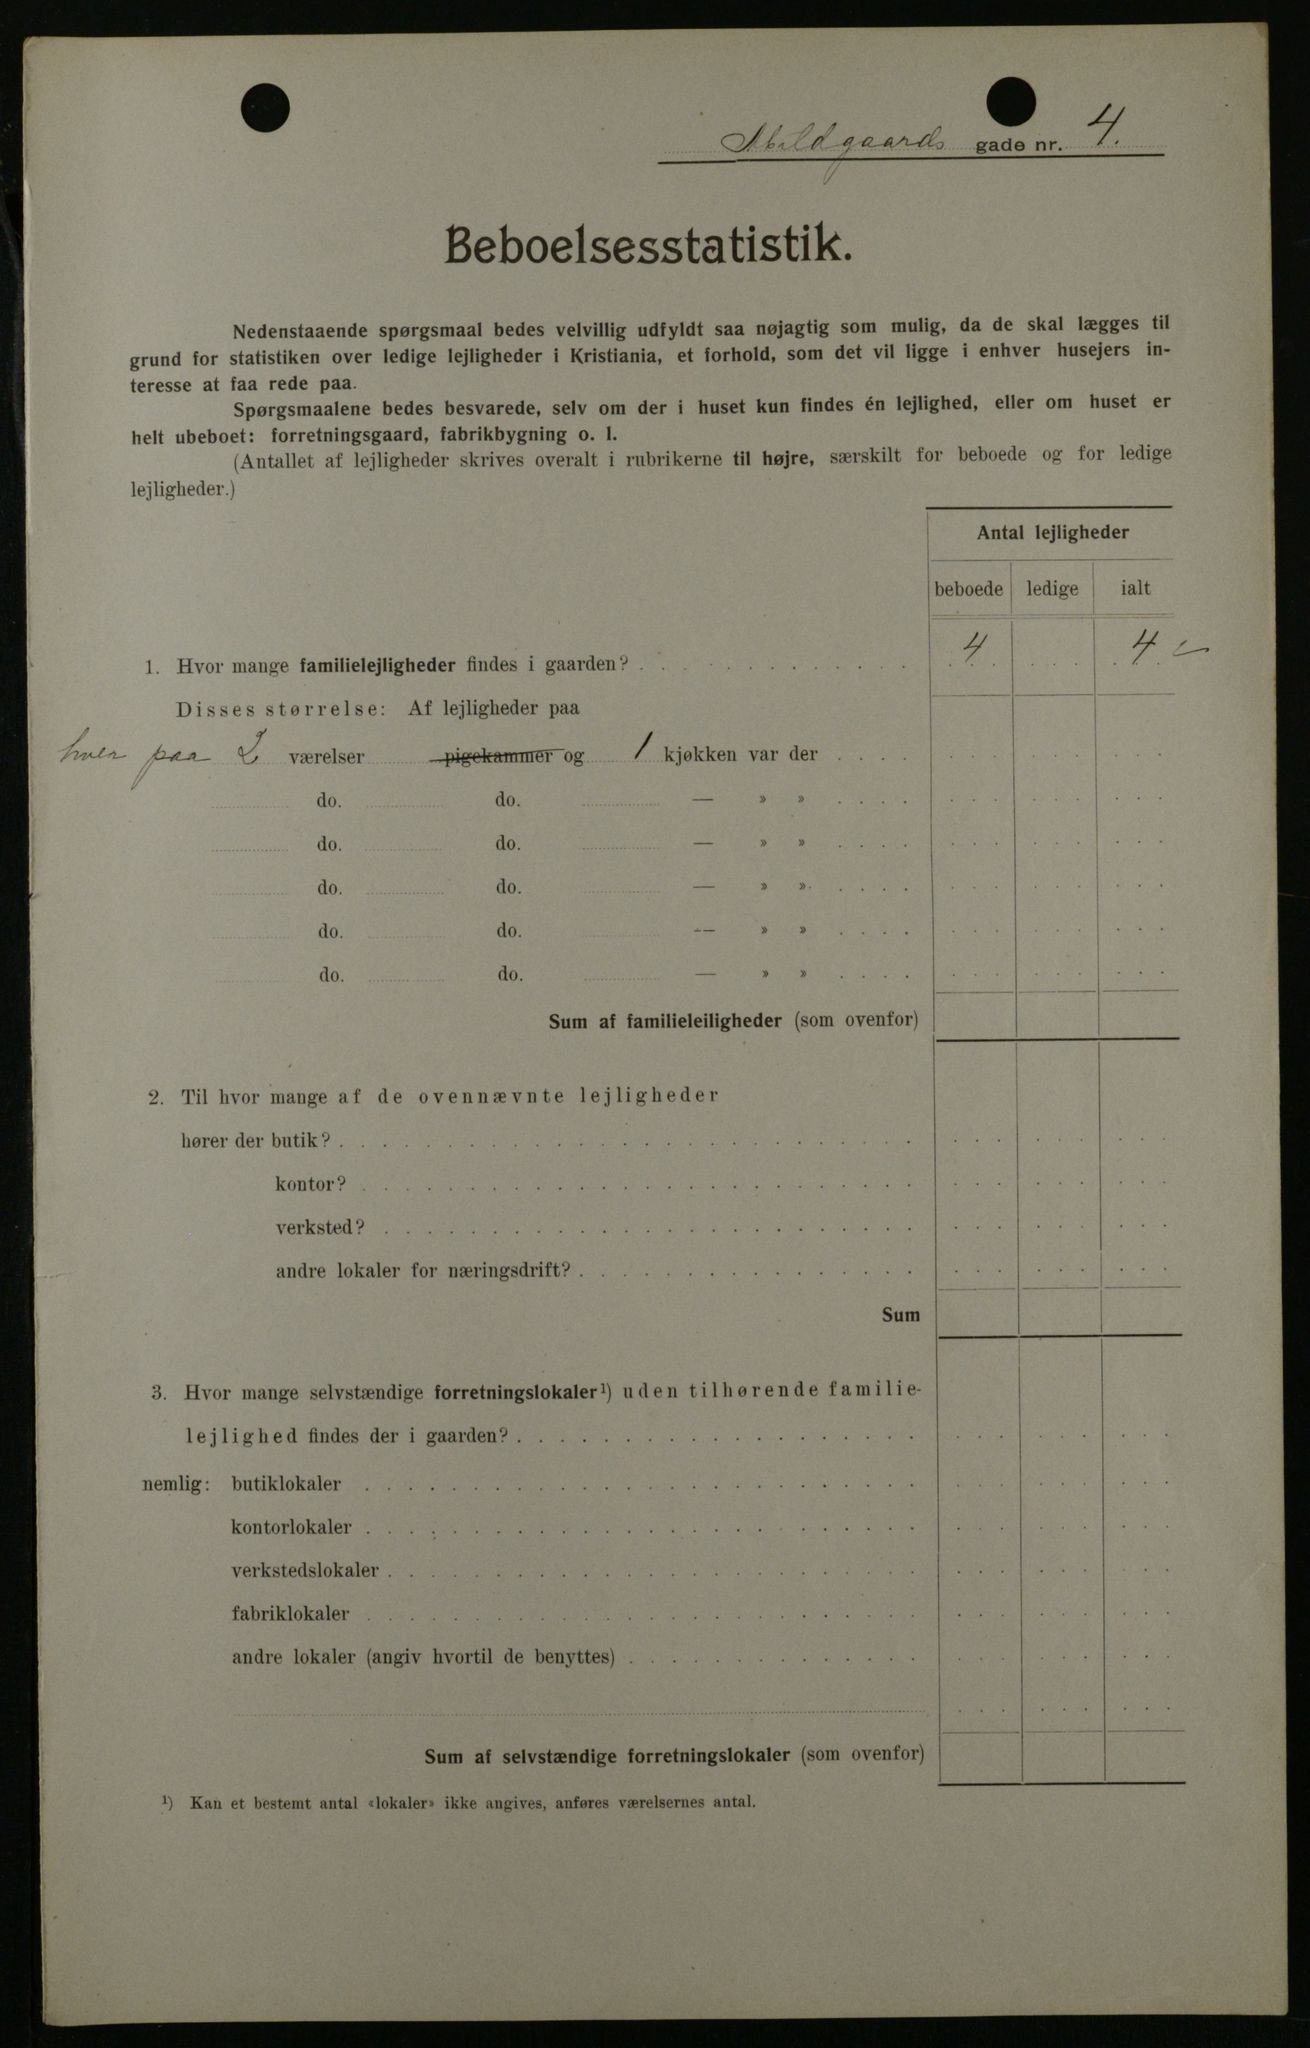 Abildgaards gade nr. 4.
Beboelsesstatistik.
Nedenstaaende spørgsmaal bedes velvillig udfyldt saa nøjagtig som mulig, da de skal lægges til
grund for statistiken over ledige lejligheder i Kristiania, et forhold, som det vil ligge i enhver husejers in-
teresse at faa rede paa.
Spørgsmaalene bedes besvarede, selv om der i huset kun findes én lejlighed, eller om huset er
helt ubeboet: forretningsgaard, fabrikbygning o. l.
(Antallet af lejligheder skrives overalt i rubrikerne til højre, særskilt for beboede og for ledige
lejligheder.)
Antal lejligheder
beboede ledige ialt
1. Hvor mange familielejligheder findes i gaarden? . . . . . . . . . . . . . 4 4
Disses størrelse: Af lejligheder paa
hver paa 2 værelser pigekammer og 1 kjøkken var der . . . .
do. do. — » » . . . .
do. do. — » » . . . .
do. do. — » » . . . .
do. do. — » » . . . .
do. do. — » » . . . .
Sum af familieleiligheder (som ovenfor)
2. Til hvor mange af de ovennævnte lejligheder
hører der butik? . . . . . . . . . . . . . . . . . . . . . . . . . . .
kontor? . . . . . . . . . . . . . . . . . . . . . . . . . .
verksted? . . . . . . . . . . . . . . . . . . . . . . . . .
andre lokaler for næringsdrift? . . . . . . . . . . . . . . . .
Sum
3. Hvor mange selvstændige forretningslokaler¹) uden tilhørende familie-
lejlighed findes der i gaarden? . . . . . . . . . . . . . . . . . . .
nemlig: butiklokaler . . . . . . . . . . . . . . . . . . . . . . . . . .
kontorlokaler . . . . . . . . . . . . . . . . . . . . . . . . . .
verkstedslokaler . . . . . . . . . . . . . . . . . . . . . . . . .
fabriklokaler . . . . . . . . . . . . . . . . . . . . . . . . . .
andre lokaler (angiv hvortil de benyttes) . . . . . . . . . . . . . .
Sum af selvstændige forretningslokaler (som ovenfor)
¹) Kan et bestemt antal «lokaler» ikke angives, anføres værelsernes antal.